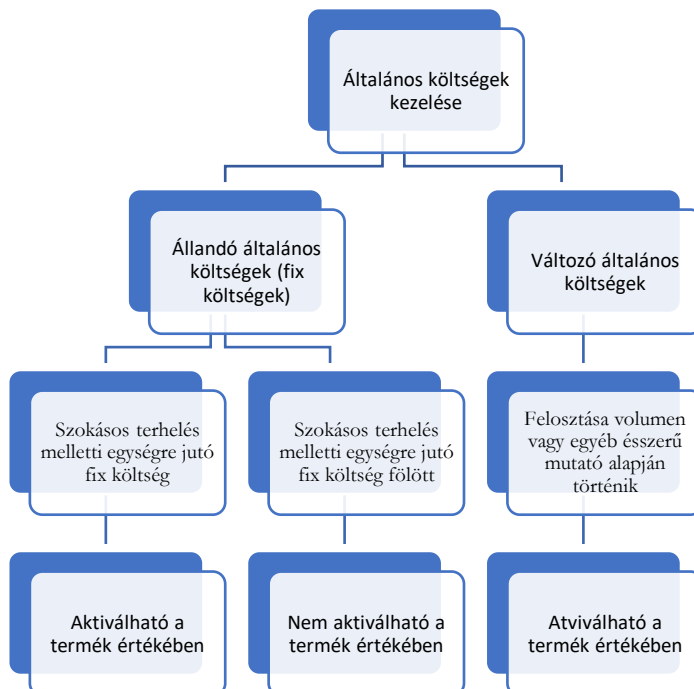 Általános költségek
kezelése
Állandó általános
költségek (fix
költségek)
Változó általános
költségek
Szokásos terhelés
melletti egységre jutó
fix költség
Szokásos terhelés
melletti egységre jutó
fix költség fölött
Felosztása volumen
vagy egyéb ésszerű
mutató alapján
történik
Aktiválható a
termék értékében
Nem aktiválható a
termék értékében
Atviválható a
termék értékében